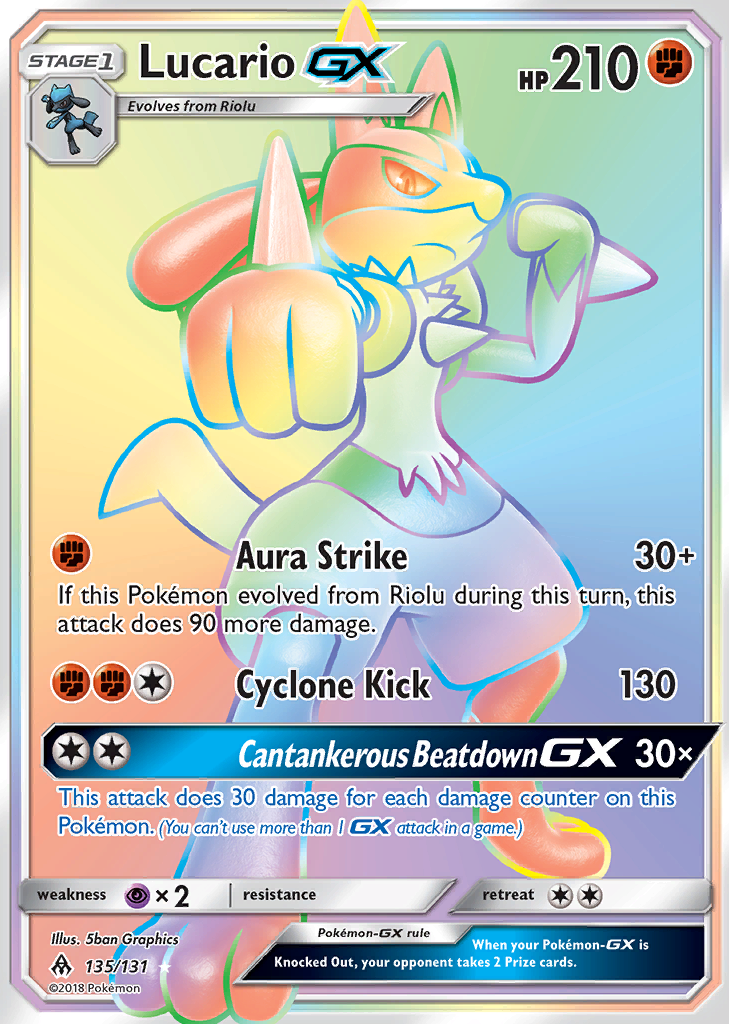 STAGE1
Lucario GX
HP210
Evolves from Riolu
Aura Strike 30+
If this Pokémon evolved from Riolu during this turn, this
attack does 90 more damage.
Cyclone Kick 130
Cantankerous Beatdown GX 30×
This attack does 30 damage for each damage counter on this
Pokémon. (You can't use more than 1 GX attack in a game.)
weakness ×2 resistance retreat
Illus. 5ban Graphics
135/131
©2018 Pokémon
Pokémon-GX rule
When your Pokémon-GX is
Knocked Out, your opponent takes 2 Prize cards.